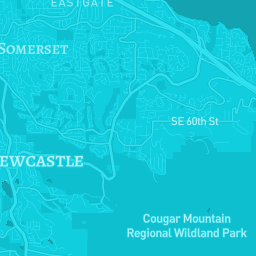 EASTGATE
SOMERSET
SE 60th St
EWCASTLE
Cougar Mountain
Regional Wildland Park